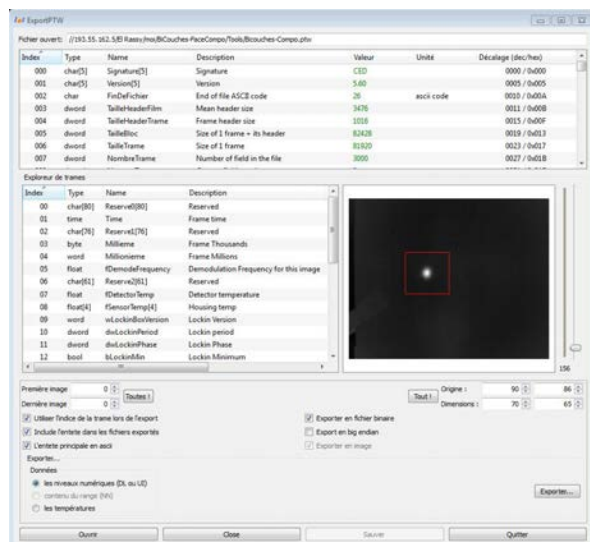 ExportPTW
Fichier ouvert: //193.55.162.5/El Rassy/moi/BiCouches-FaceCompo/Tools/Bicouches-Compo.ptw
Index Type Name Description Valeur Unité Décalage (dec/hex)
000 char[5] Signature[5] Signature CED 0000 / 0x000
001 char[5] Version[5] Version 5.60 0005 / 0x005
002 char FinDeFichier End of file ASCII code 26 ascii code 0010 / 0x00A
003 dword TailleHeaderFilm Mean header size 3476 0011 / 0x00B
004 dword TailleHeaderTrame Frame header size 1016 0015 / 0x00F
005 dword TailleBloc Size of 1 frame + its header 82428 0019 / 0x013
006 dword TailleTrame Size of 1 frame 81920 0023 / 0x017
007 dword NombreTrame Number of field in the file 3000 0027 / 0x01B
Exploreur de trames
Index Type Name Description
00 char[80] Reserve0[80] Reserved
01 time Time Frame time
02 char[76] Reserve1[76] Reserved
03 byte Millieme Frame Thousands
04 word Millionieme Frame Millions
05 float fDemodeFrequency Demodulation Frequency for this image
06 char[61] Reserve2[61] Reserved
07 float fDetectorTemp Detector temperature
08 float[4] fSensorTemp[4] Housing temp
09 word wLockinBoxVersion Lockin Version
10 dword dwLockinPeriod Lockin period
11 dword dwLockinPhase Lockin Phase
12 bool bLockinMin Lockin Minimum
156
Première image 0 Toutes ! Tout ! Origine : 90 86
Dernière image 0 Dimensions : 70 65
Utiliser l'indice de la trame lors de l'export Exporter en fichier binaire
Include l'entete dans les fichiers exportés Export en big endian
L'entete principale en ascii Exporter en image
Exporter...
Données
les niveaux numériques (DL ou UI)
contenu du range (NN) Exporter...
les températures
Ouvrir Close Sauver Quitter